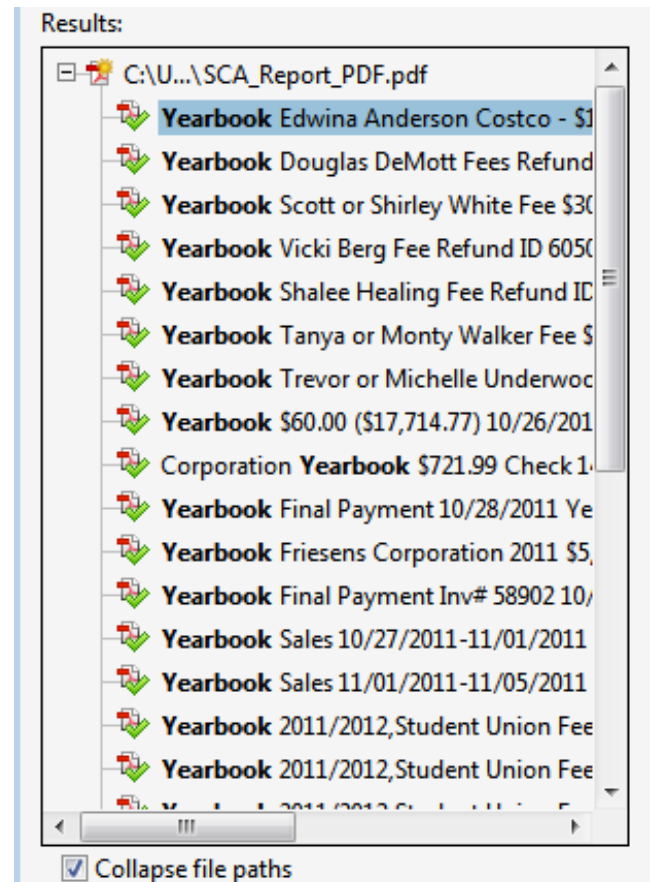 Results:
C:\U...\SCA_Report_PDF.pdf
Yearbook Edwina Anderson Costco - $1
Yearbook Douglas DeMott Fees Refund
Yearbook Scott or Shirley White Fee $30
Yearbook Vicki Berg Fee Refund ID 6050
Yearbook Shalee Healing Fee Refund ID
Yearbook Tanya or Monty Walker Fee $
Yearbook Trevor or Michelle
Yearbook $60.00 ($17,714.77) 10/26/201
Corporation Yearbook $721.99 Check 1
Yearbook Final Payment 10/28/2011 Ye
Yearbook Friesens Corporation 2011 $5,
Yearbook Final Payment Inv# 58902 10/
Yearbook Sales 10/27/2011-11/01/2011
Yearbook Sales 11/01/2011-11/05/2011
Yearbook 2011/2012,Student Union Fee
Yearbook 2011/2012,Student Union Fee
Collapse file paths